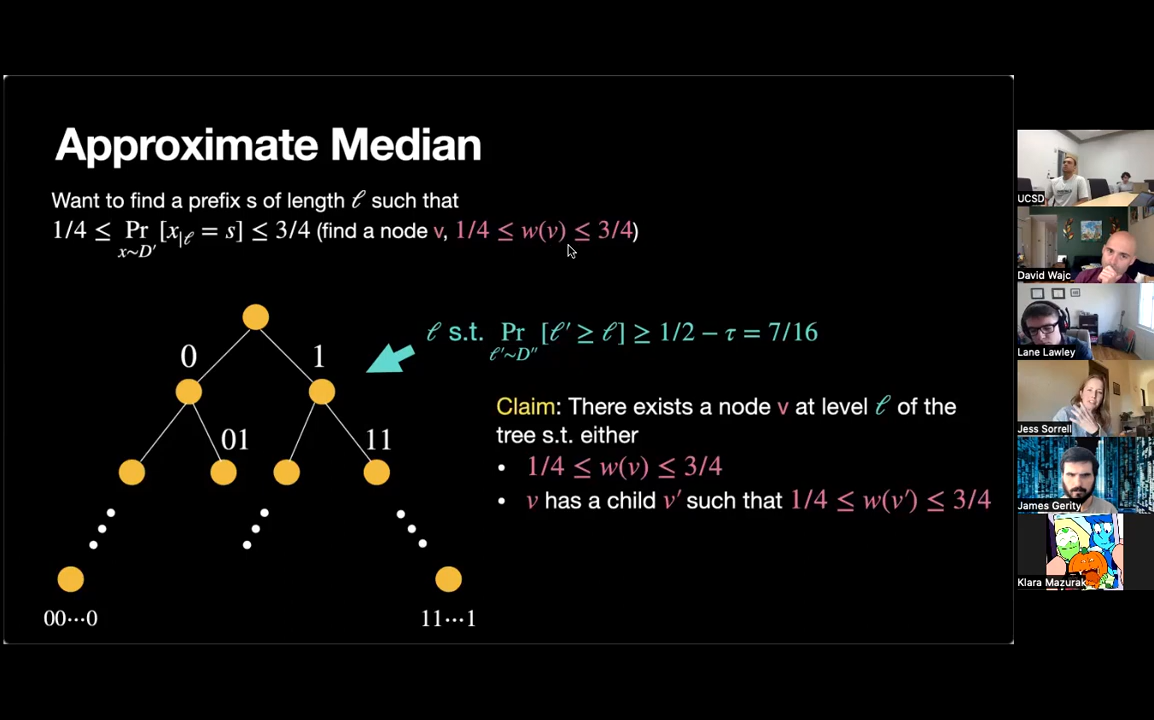 Approximate Median
Want to find a prefix s of length ℓ such that
1/4 ≤ Pr [x|ℓ = s] ≤ 3/4 (find a node v, 1/4 ≤ w(v) ≤ 3/4)
x∼D′
ℓ s.t. Pr [ℓ′ ≥ ℓ] ≥ 1/2 − τ = 7/16
ℓ′∼D′′
0
1
Claim: There exists a node v at level ℓ of the
tree s.t. either
01
11
• 1/4 ≤ w(v) ≤ 3/4
• v has a child v′ such that 1/4 ≤ w(v′) ≤ 3/4
00···0
11···1
UCSD
David Wajc
Lane Lawley
Jess Sorrell
James Gerity
Klara Mazurak